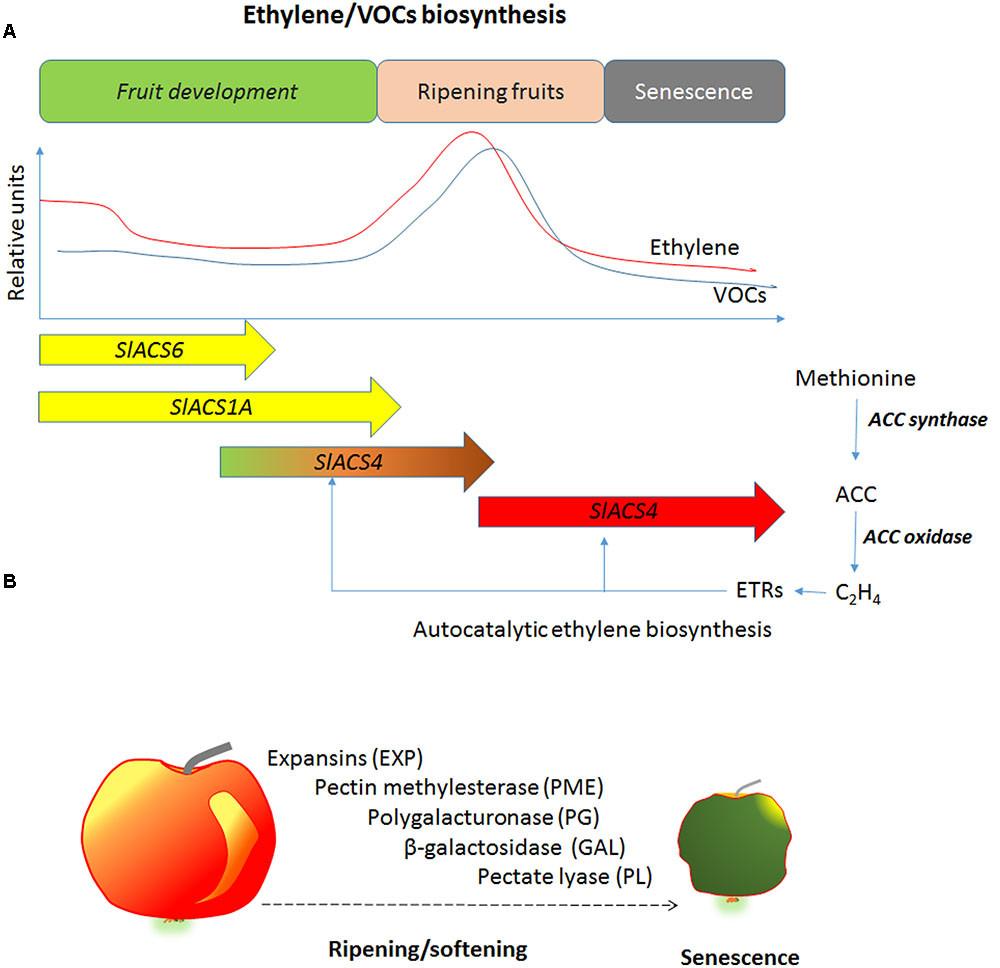 Ethylene/VOCs biosynthesis
A
Fruit development
Ripening fruits
Senescence
Relative units
Ethylene
VOCs
SlACS6
SlACS1A
SlACS4
SlACS4
Methionine
ACC synthase
ACC
ACC oxidase
B
ETRs
C₂H₄
Autocatalytic ethylene biosynthesis
Expansins (EXP)
Pectin methylesterase (PME)
Polygalacturonase (PG)
β-galactosidase (GAL)
Pectate lyase (PL)
Ripening/softening
Senescence